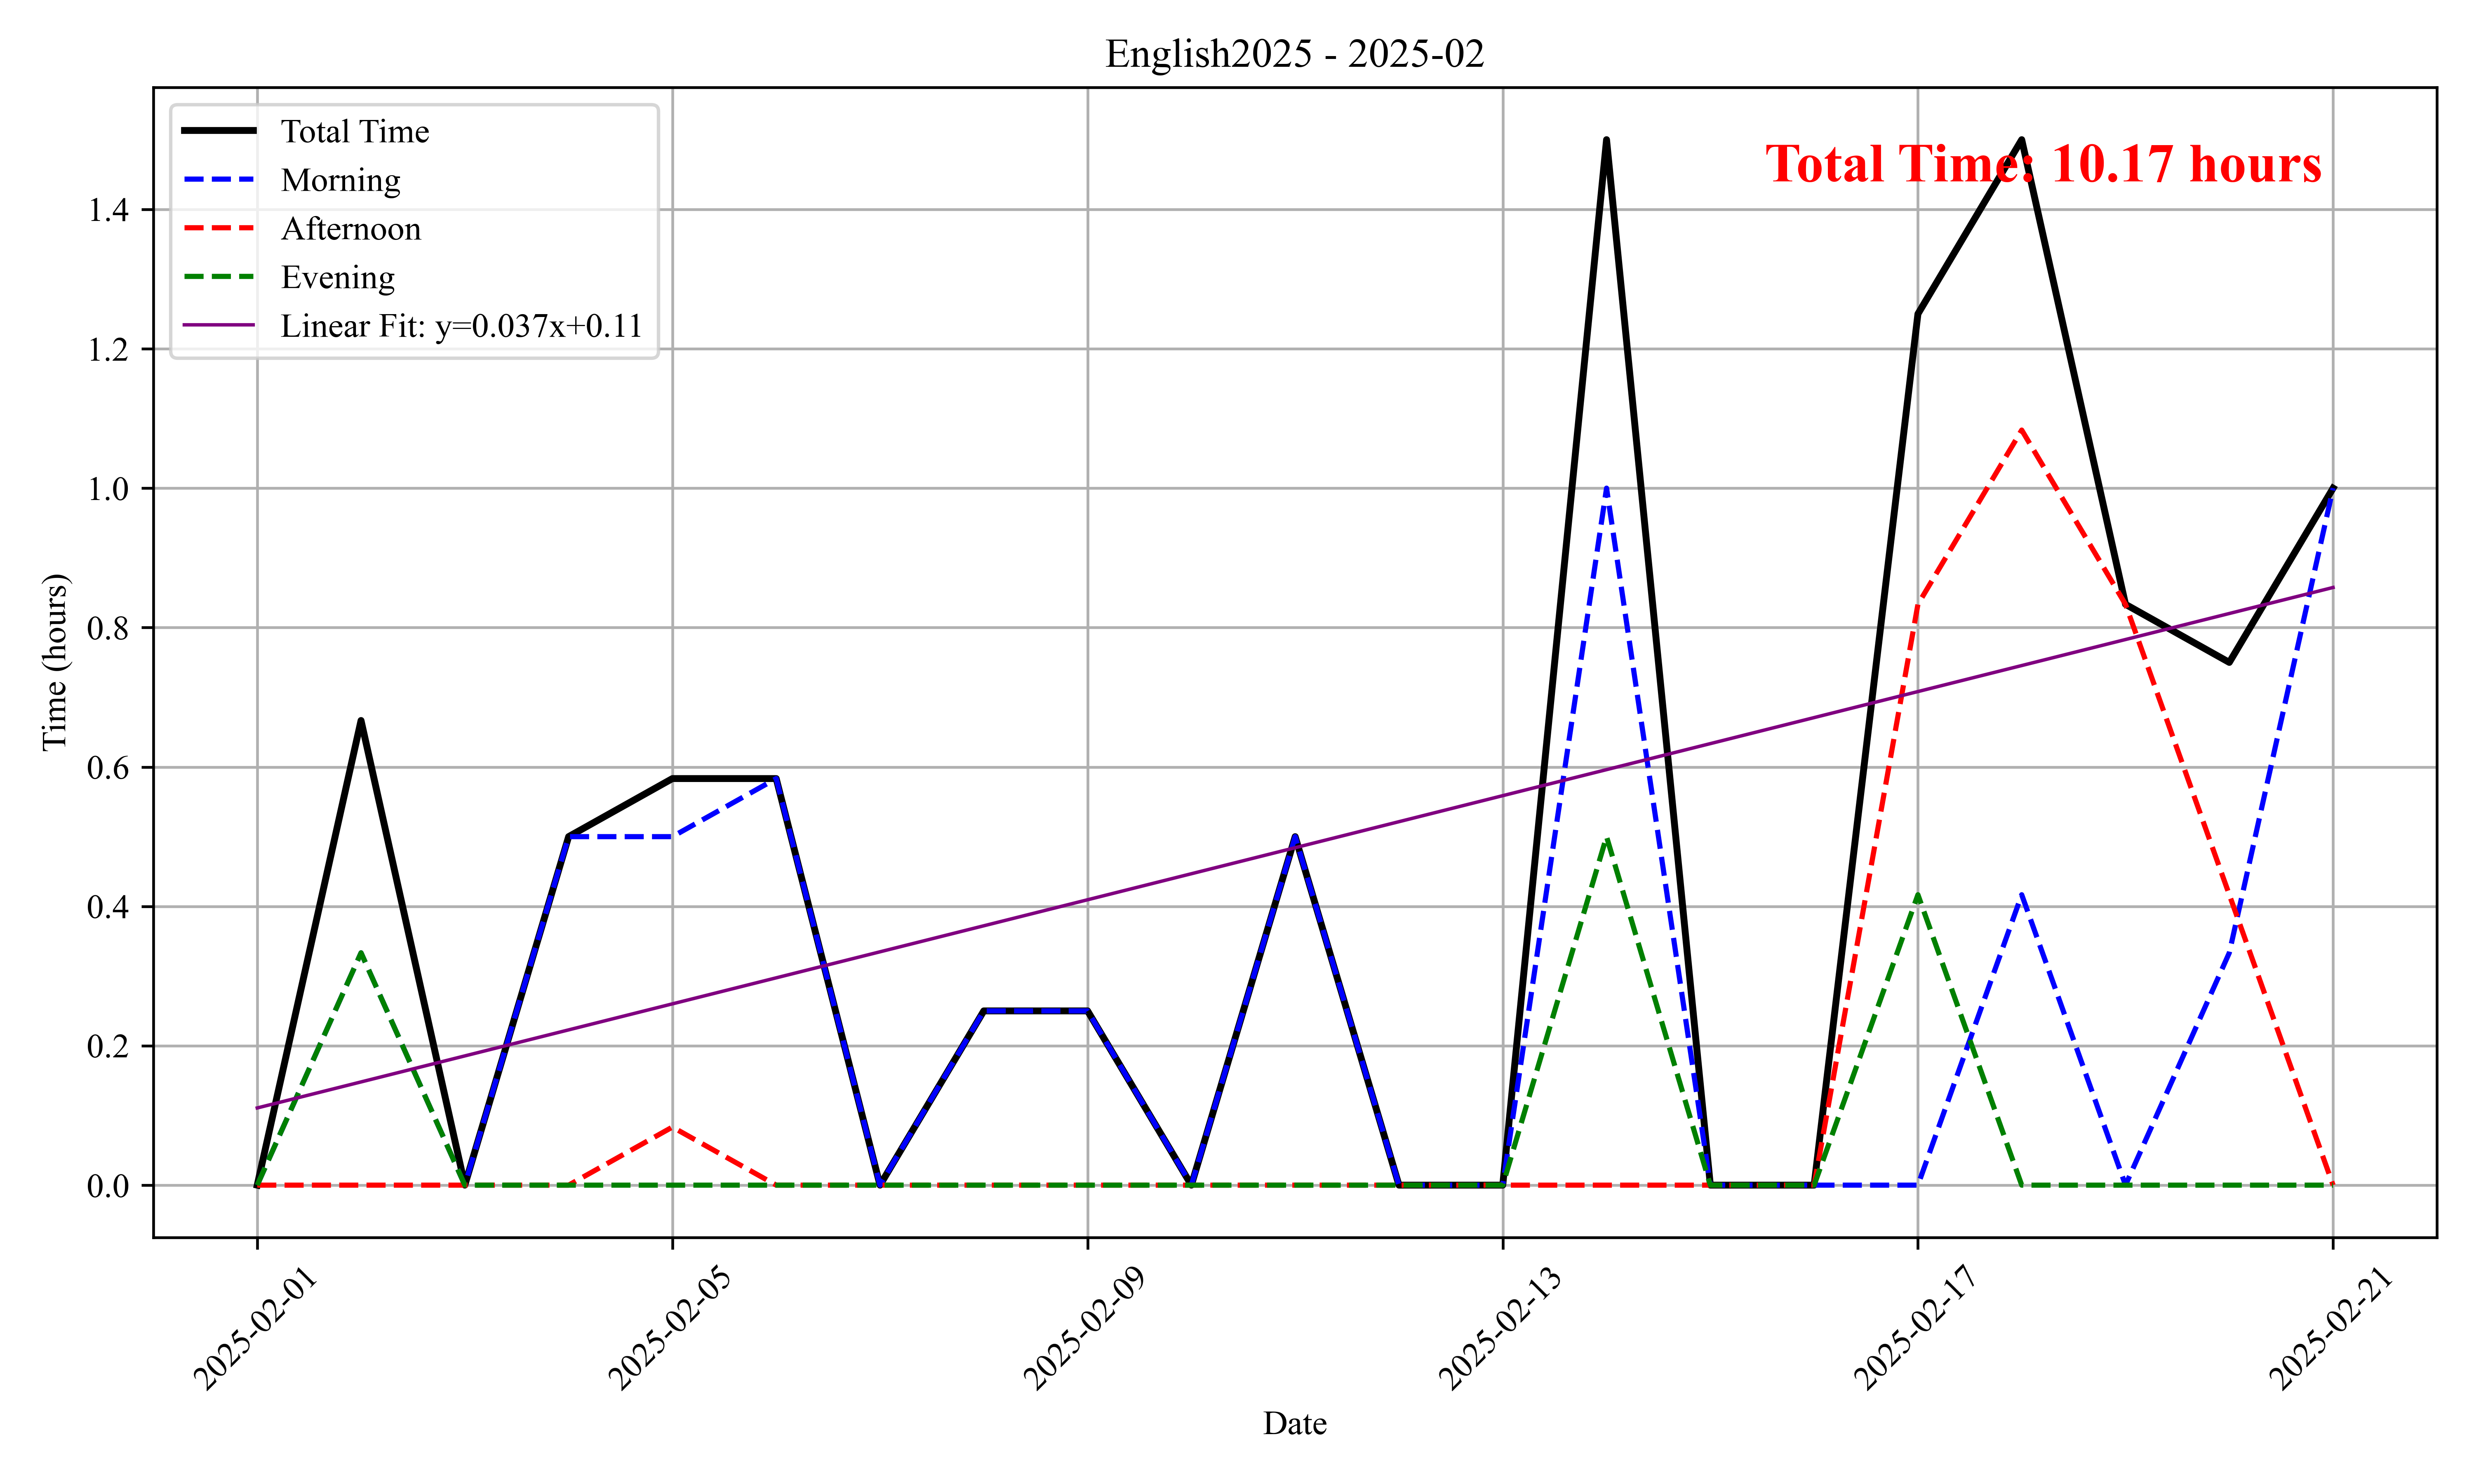 English2025 - 2025-02
Total Time
Morning
Afternoon
Evening
Linear Fit: y=0.037x+0.11
Total Time: 10.17 hours
Time (hours)
1.4
1.2
1.0
0.8
0.6
0.4
0.2
0.0
2025-02-01
2025-02-05
2025-02-09
2025-02-13
2025-02-17
2025-02-21
Date